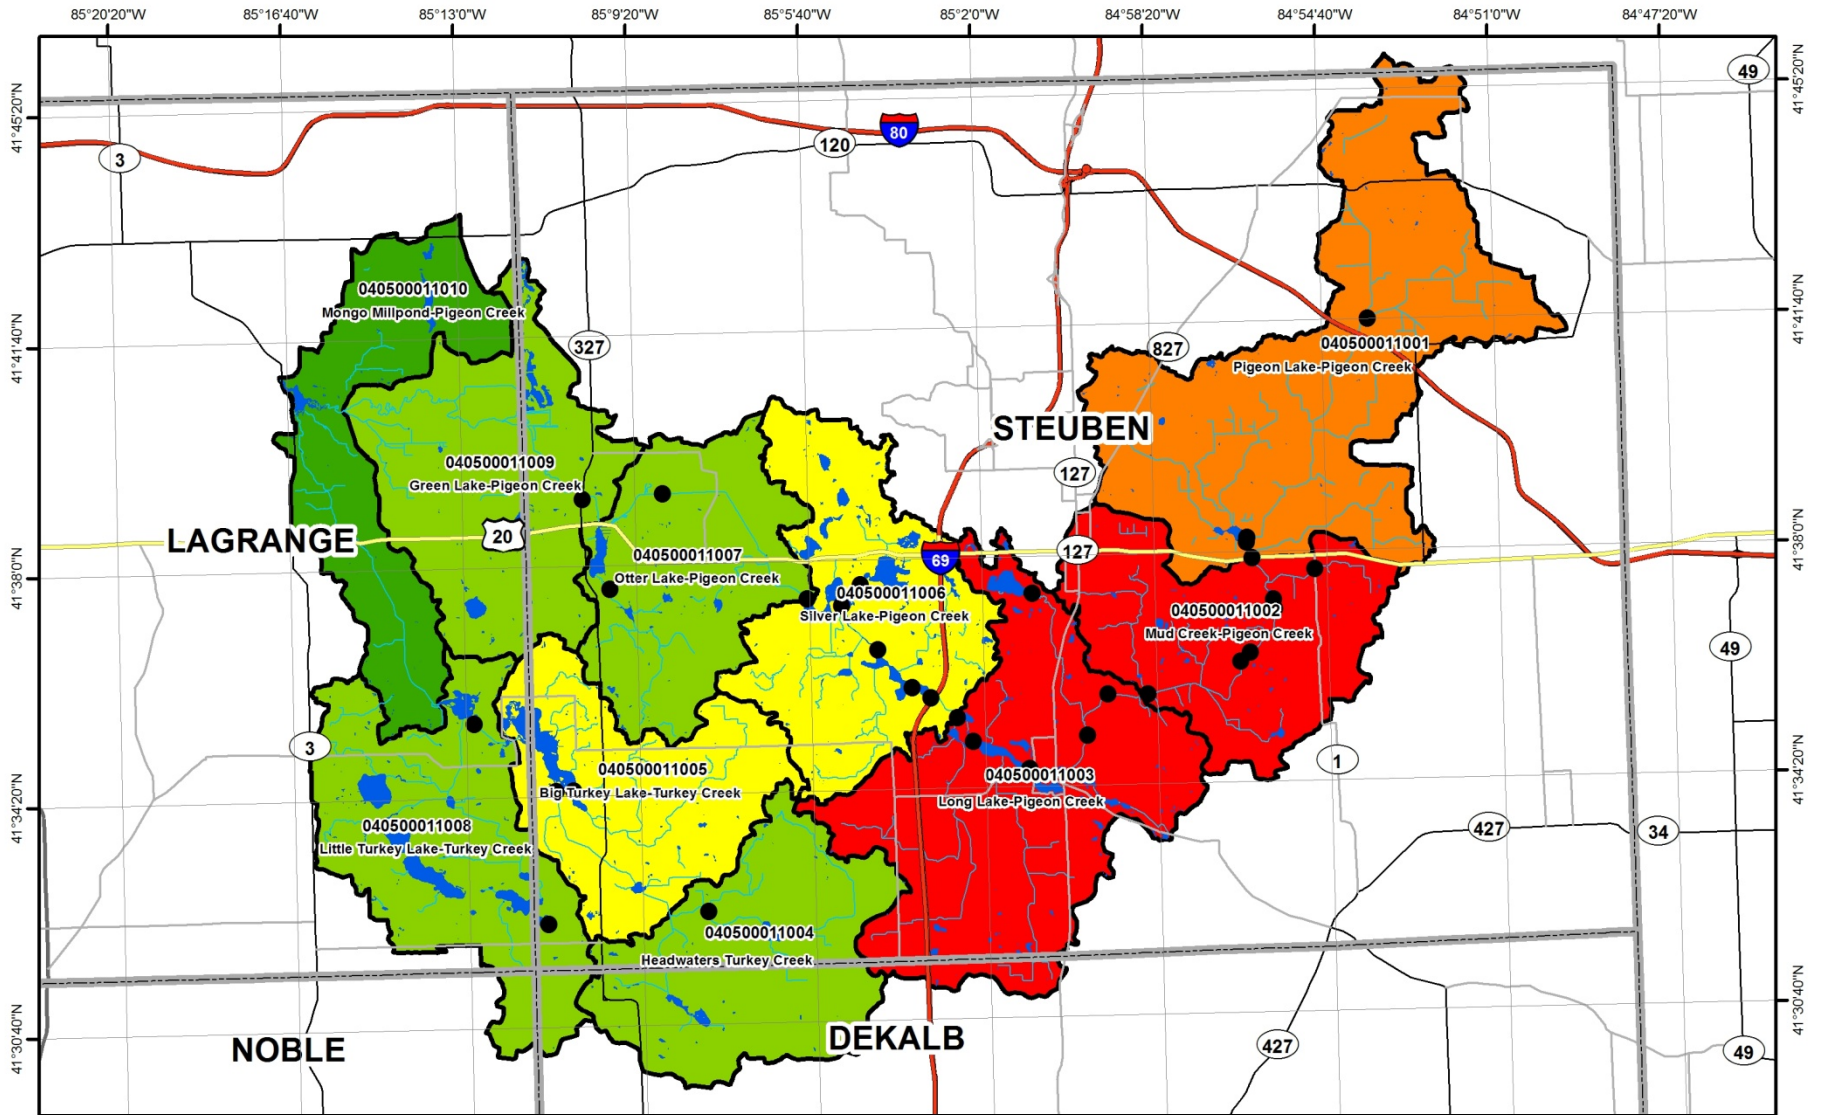 85°20'20"W 85°16'40"W 85°13'0"W 85°9'20"W 85°5'40"W 85°2'0"W 84°58'20"W 84°54'40"W 84°51'0"W 84°47'20"W
41°45'20"N
41°41'40"N
41°38'0"N
41°34'20"N
41°30'40"N
41°45'20"N
41°41'40"N
41°38'0"N
41°34'20"N
41°30'40"N
49
80
120
3
040500011010
Mongo Millpond-Pigeon Creek
327
827
040500011001
Pigeon Lake-Pigeon Creek
STEUBEN
127
040500011009
Green Lake-Pigeon Creek
LAGRANGE
20
127
69
040500011007
Otter Lake-Pigeon Creek
040500011006
Silver Lake-Pigeon Creek
040500011002
Mud Creek-Pigeon Creek
49
3
1
040500011005
Big Turkey Lake-Turkey Creek
040500011003
Long Lake-Pigeon Creek
040500011008
Little Turkey Lake-Turkey Creek
427
34
040500011004
Headwaters Turkey Creek
NOBLE
DEKALB
427
49